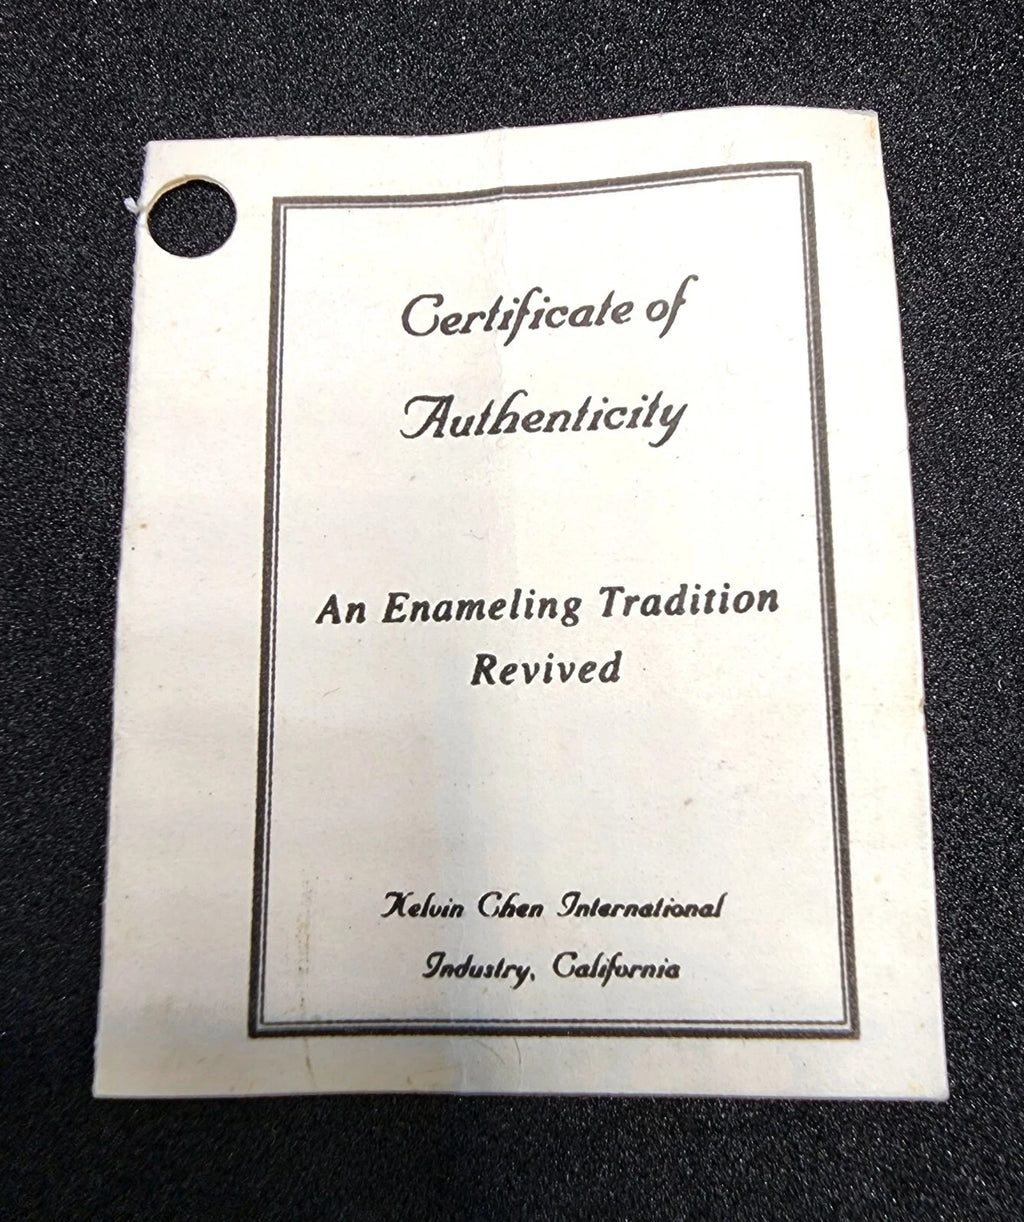 Certificate of
Authenticity
An Enameling Tradition
Revived
Kelvin Chen International
Industry, California